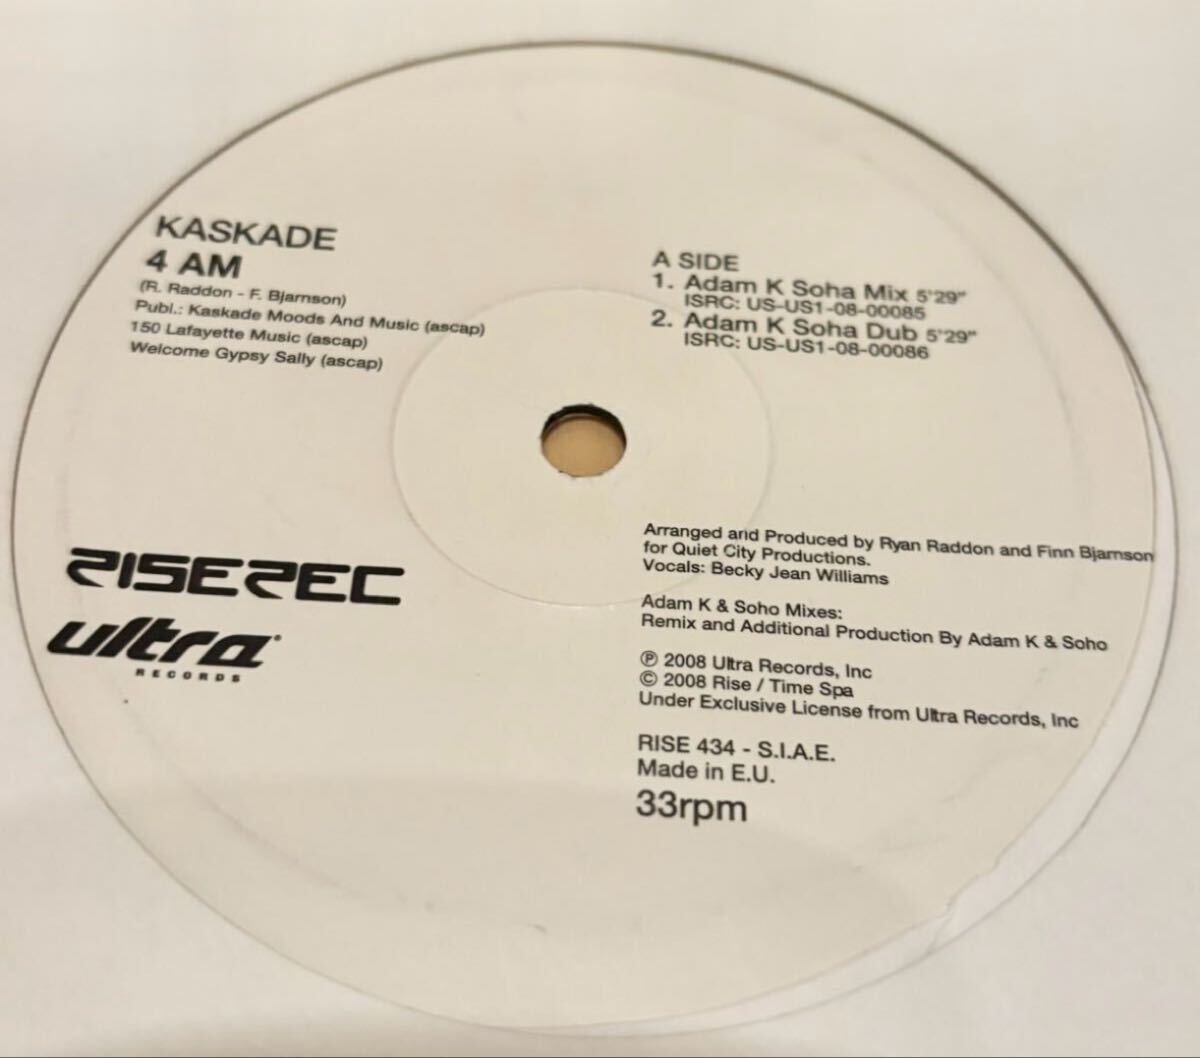 KASKADE
4 AM
(R. Raddon - F. Bjarnson)
Publ.: Kaskade Moods And Music (ascap)
150 Lafayette Music (ascap)
Welcome Gypsy Sally (ascap)
A SIDE
1. Adam K Soha Mix 5'29"
ISRC: US-US1-08-00085
2. Adam K Soha Dub 5'29"
ISRC: US-US1-08-00086
RISEREC
ultra
RECORDS
Arranged and Produced by Ryan Raddon and Finn Bjarnson
for Quiet City Productions.
Vocals: Becky Jean Williams
Adam K & Soho Mixes:
Remix and Additional Production By Adam K & Soho
℗ 2008 Ultra Records, Inc
© 2008 Rise / Time Spa
Under Exclusive License from Ultra Records, Inc
RISE 434 - S.I.A.E.
Made in E.U.
33rpm